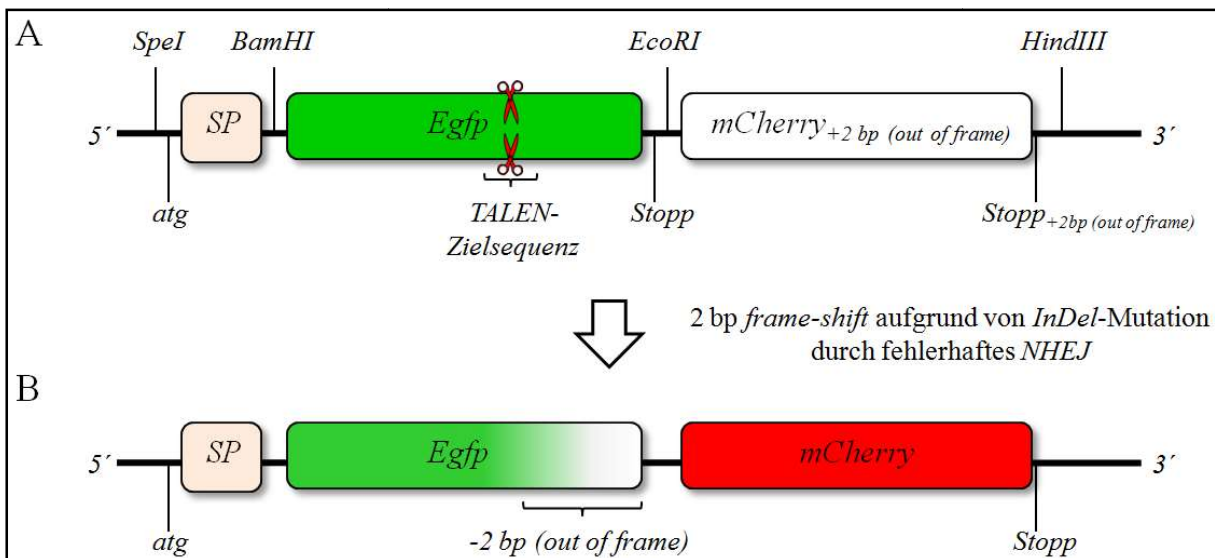 A
SpeI BamHI EcoRI HindIII
5´ SP Egfp mCherry+2 bp (out of frame) 3´
atg TALEN-Zielsequenz Stopp Stopp+2bp (out of frame)
2 bp frame-shift aufgrund von InDel-Mutation
durch fehlerhaftes NHEJ
B
5´ SP Egfp mCherry 3´
atg -2 bp (out of frame) Stopp